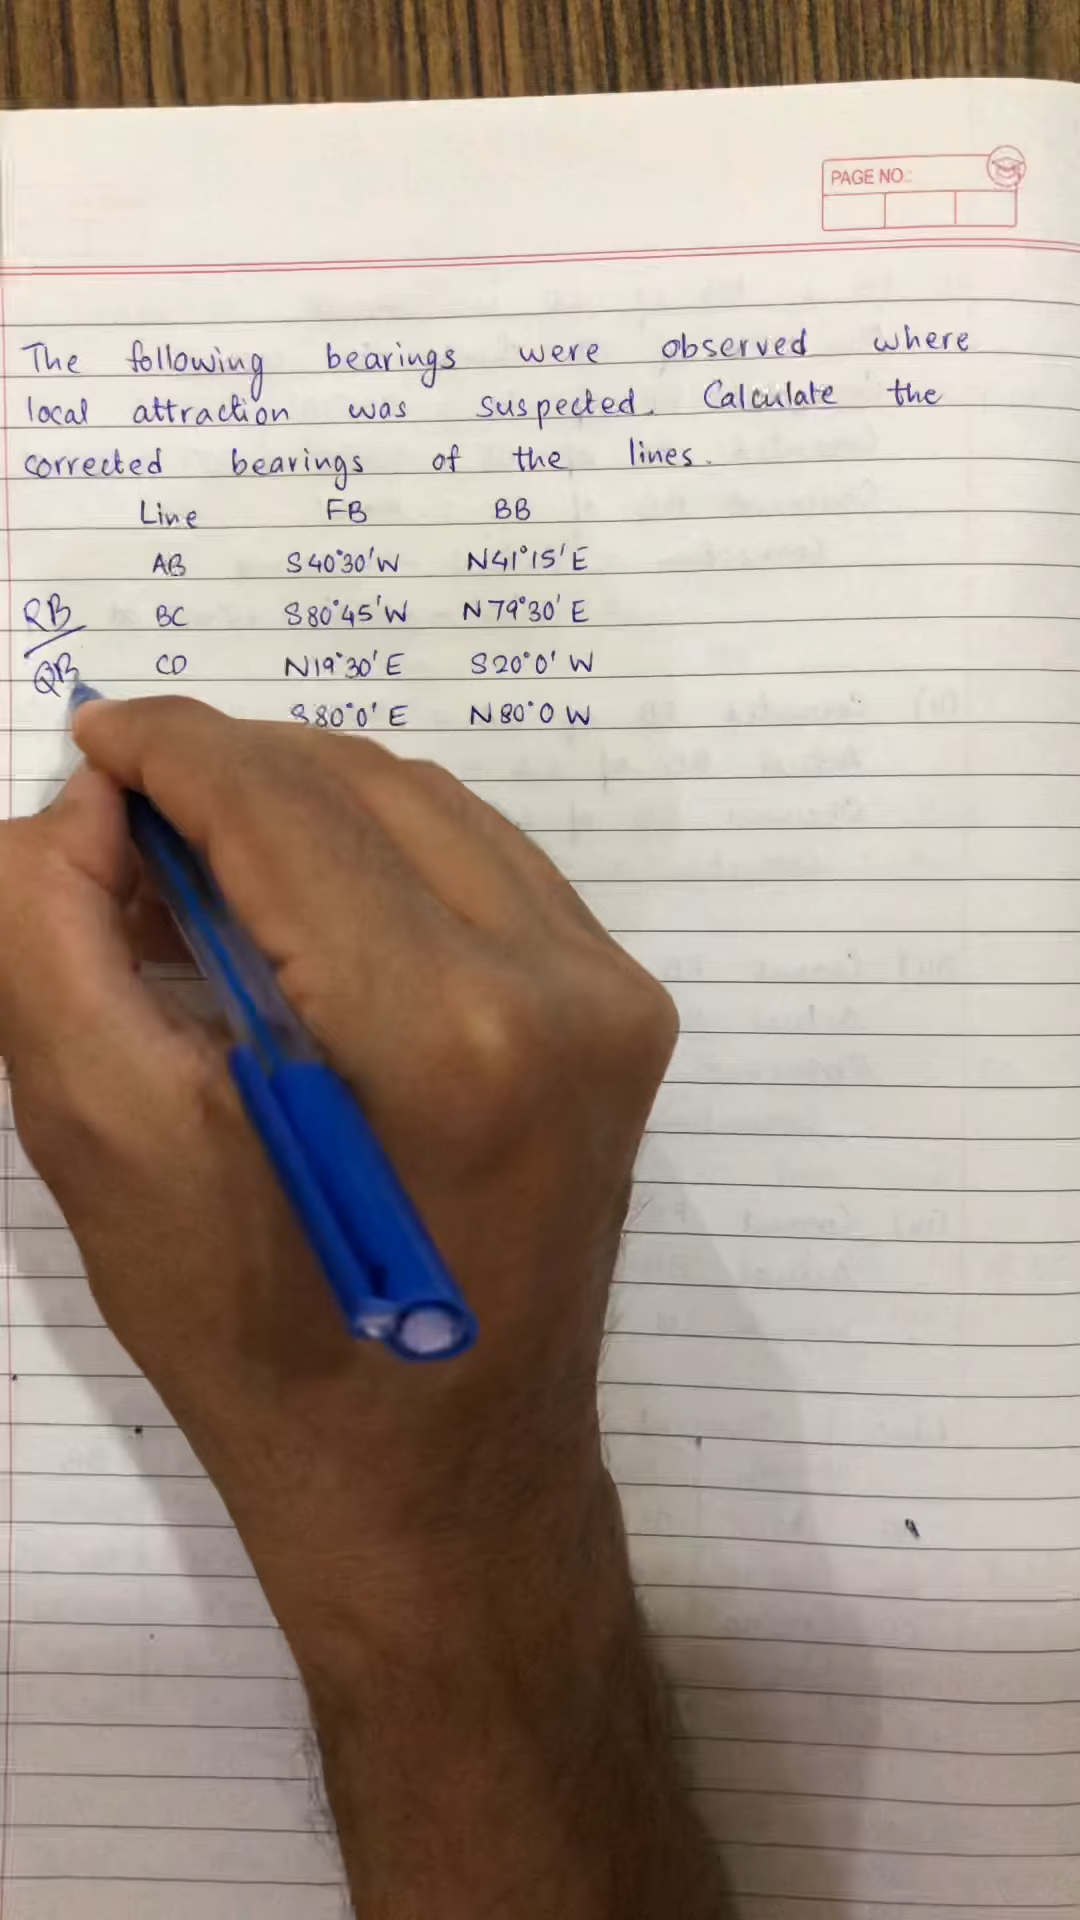 PAGE NO.:
The following bearings were observed where
local attraction was suspected. Calculate the
corrected bearings of the lines.
Line FB BB
AB S40°30'W N41°15'E
RB BC S80°45'W N79°30'E
QB CD N19°30'E S20°0'W
S80°0'E N80°0W